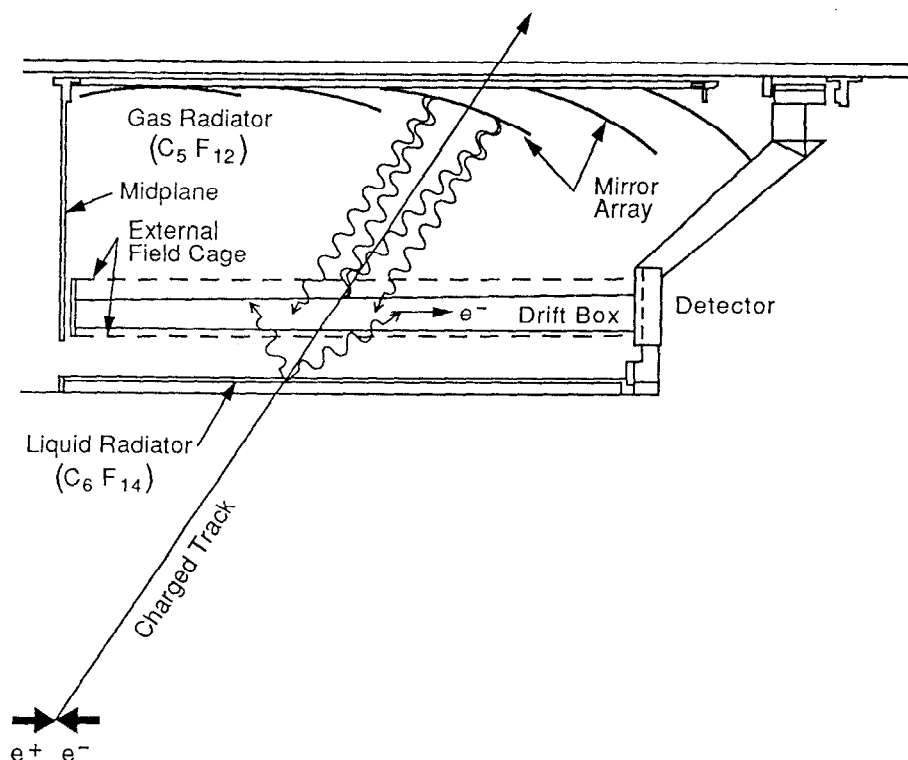 Gas Radiator
(C5 F12)
Midplane
External
Field Cage
Mirror
Array
e−
Drift Box
Detector
Liquid Radiator
(C6 F14)
Charged Track
e+ e−